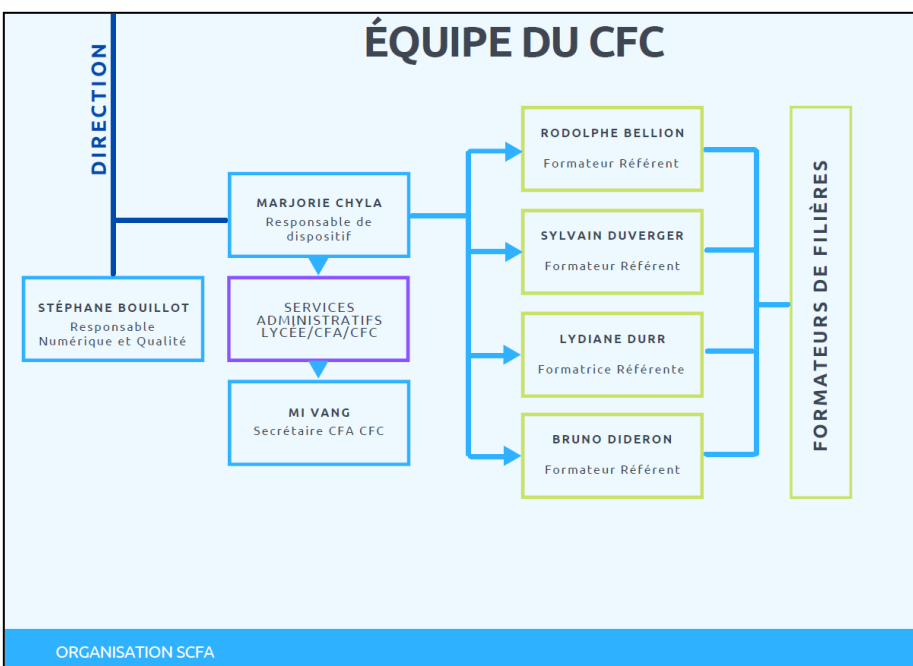 ÉQUIPE DU CFC
DIRECTION
MARJORIE CHYLA
Responsable de
dispositif
STÉPHANE BOUILLOT
Responsable
Numérique et Qualité
SERVICES
ADMINISTRATIFS
LYCÉE/CFA/CFC
MI VANG
Secrétaire CFA CFC
RODOLPHE BELLION
Formateur Référent
SYLVAIN DUVERGER
Formateur Référent
LYDIANE DURR
Formatrice Référente
BRUNO DIDERON
Formateur Référent
FORMATEURS DE FILIÈRES
ORGANISATION SCFA